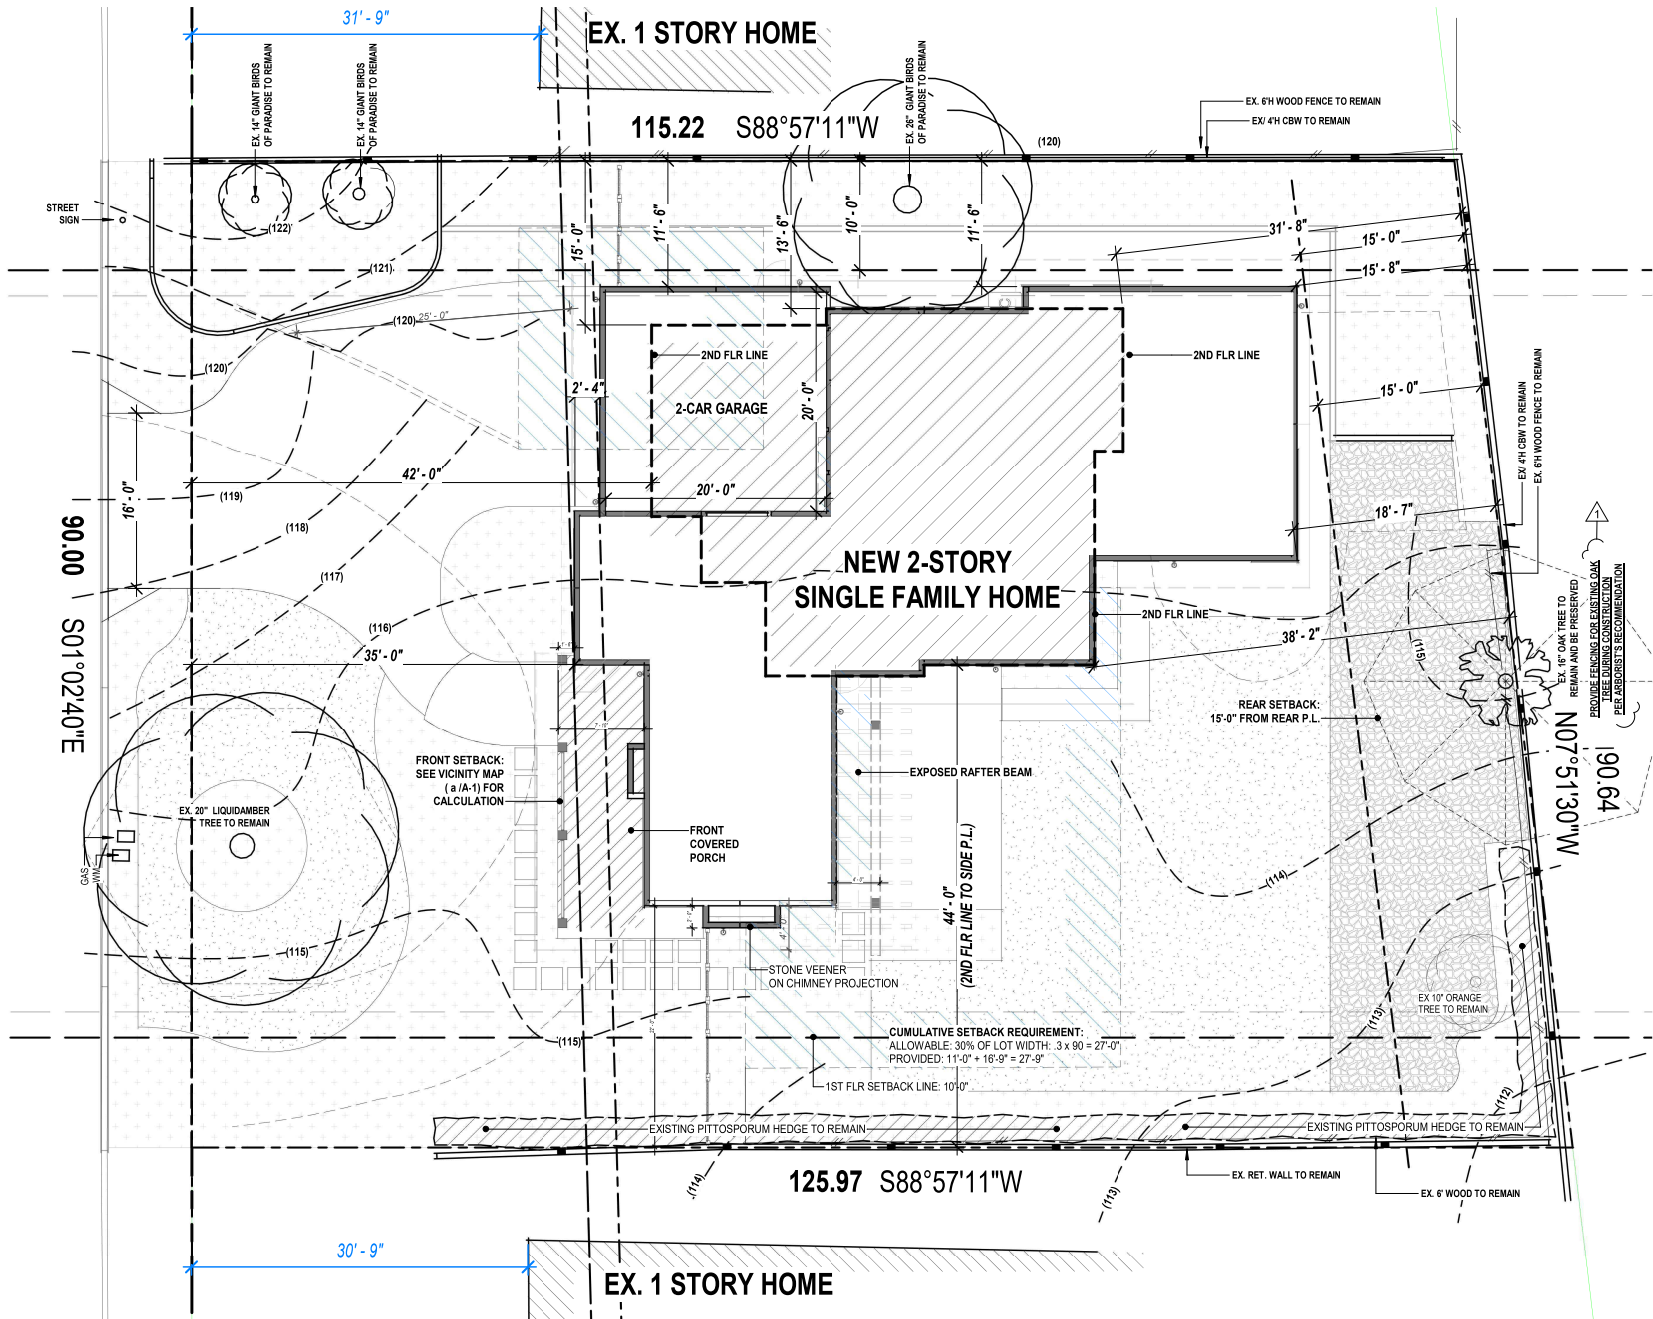 31' - 9"
EX. 1 STORY HOME
EX. 14" GIANT BIRDS
OF PARADISE TO REMAIN
EX. 14" GIANT BIRDS
OF PARADISE TO REMAIN
EX. 26" GIANT BIRDS
OF PARADISE TO REMAIN
115.22 S88°57'11"W
(120)
EX. 6'H WOOD FENCE TO REMAIN
EX/ 4'H CBW TO REMAIN
STREET
SIGN
(122)
(121)
(120)
25' - 0"
(120)
15' - 0"
11' - 6"
13' - 6"
10' - 0"
11' - 6"
31' - 8"
15' - 0"
15' - 8"
2ND FLR LINE
2ND FLR LINE
2' - 4"
2-CAR GARAGE
20' - 0"
15' - 0"
EX/ 4'H CBW TO REMAIN
EX. 6'H WOOD FENCE TO REMAIN
42' - 0"
20' - 0"
16' - 0"
(119)
(118)
(117)
(116)
18' - 7"
1
90.00 S01°02'40"E
NEW 2-STORY
SINGLE FAMILY HOME
2ND FLR LINE
38' - 2"
(115)
EX. 16" OAK TREE TO
REMAIN AND BE PRESERVED
PROVIDE FENCING FOR EXISTING OAK
TREE DURING CONSTRUCTION
PER ARBORIST'S RECOMMENDATION
35' - 0"
7' - 10"
REAR SETBACK:
15'-0" FROM REAR P.L.
N07°51'30"W
90.64
FRONT SETBACK:
SEE VICINITY MAP
( a /A-1) FOR
CALCULATION
EXPOSED RAFTER BEAM
EX. 20" LIQUIDAMBER
TREE TO REMAIN
FRONT
COVERED
PORCH
GAS
WM
4' - 0"
(114)
44' - 0"
(2ND FLR LINE TO SIDE P.L.)
2' - 0"
4' - 0"
(115)
STONE VEENER
ON CHIMNEY PROJECTION
EX 10" ORANGE
TREE TO REMAIN
(113)
(115)
CUMULATIVE SETBACK REQUIREMENT:
ALLOWABLE: 30% OF LOT WIDTH: .3 x 90 = 27'-0"
PROVIDED: 11'-0" + 16'-9" = 27'-9"
1ST FLR SETBACK LINE: 10'-0"
(112)
EXISTING PITTOSPORUM HEDGE TO REMAIN
EXISTING PITTOSPORUM HEDGE TO REMAIN
(114)
125.97 S88°57'11"W
(113)
EX. RET. WALL TO REMAIN
EX. 6' WOOD TO REMAIN
30' - 9"
EX. 1 STORY HOME